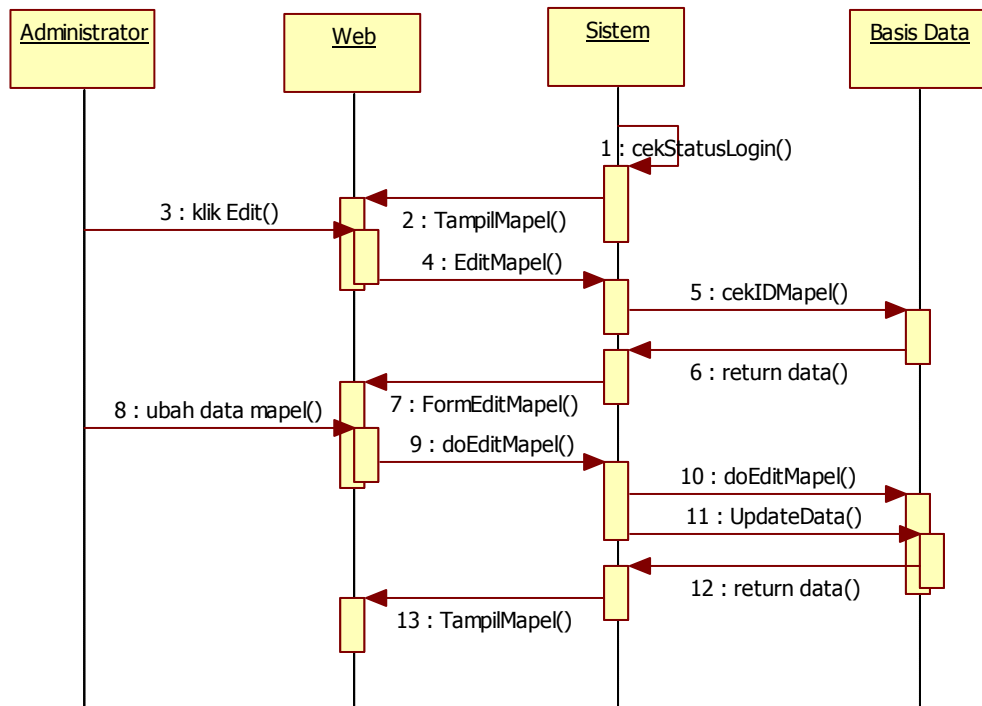 Administrator
Web
Sistem
Basis Data
1 : cekStatusLogin()
2 : TampilMapel()
3 : klik Edit()
4 : EditMapel()
5 : cekIDMapel()
6 : return data()
7 : FormEditMapel()
8 : ubah data mapel()
9 : doEditMapel()
10 : doEditMapel()
11 : UpdateData()
12 : return data()
13 : TampilMapel()